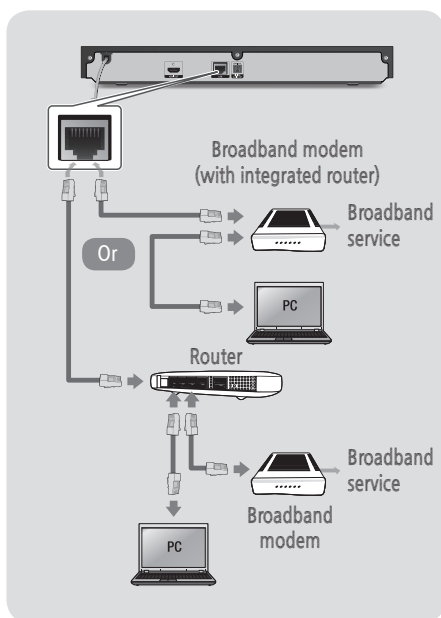 Broadband modem
(with integrated router)
Broadband
service
Or
PC
Router
Broadband
service
Broadband
modem
PC